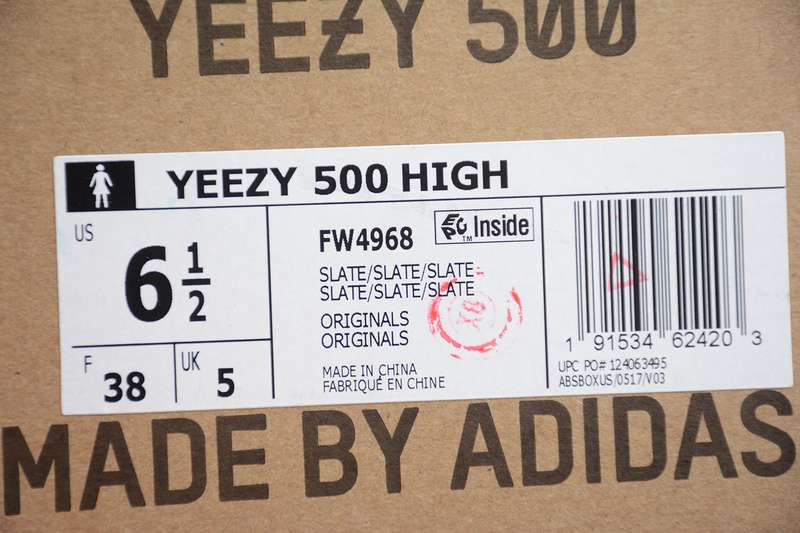 YEEZY 500
YEEZY 500 HIGH
US
6 1/2
F
38
UK
5
FW4968
EPC Inside
TM
SLATE/SLATE/SLATE
SLATE/SLATE/SLATE
ORIGINALS
ORIGINALS
MADE IN CHINA
FABRIQUÉ EN CHINE
1 91534 62420 3
UPC PO# 124063495
ABSBOXUS/0517/V03
MADE BY ADIDAS